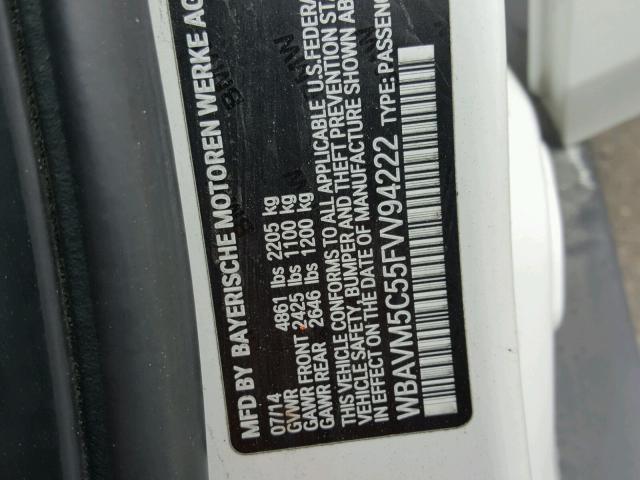 MFD BY BAYERISCHE MOTOREN WERKE AG
07/14
GVWR 4861 lbs 2205 kg
GAWR FRONT 2425 lbs 1100 kg
GAWR REAR 2646 lbs 1200 kg
THIS VEHICLE CONFORMS TO ALL APPLICABLE U.S.FEDERA
VEHICLE SAFETY, BUMPER AND THEFT PREVENTION STA
IN EFFECT ON THE DATE OF MANUFACTURE SHOWN AB
WBAVM5C55FVV94222 TYPE: PASSEN